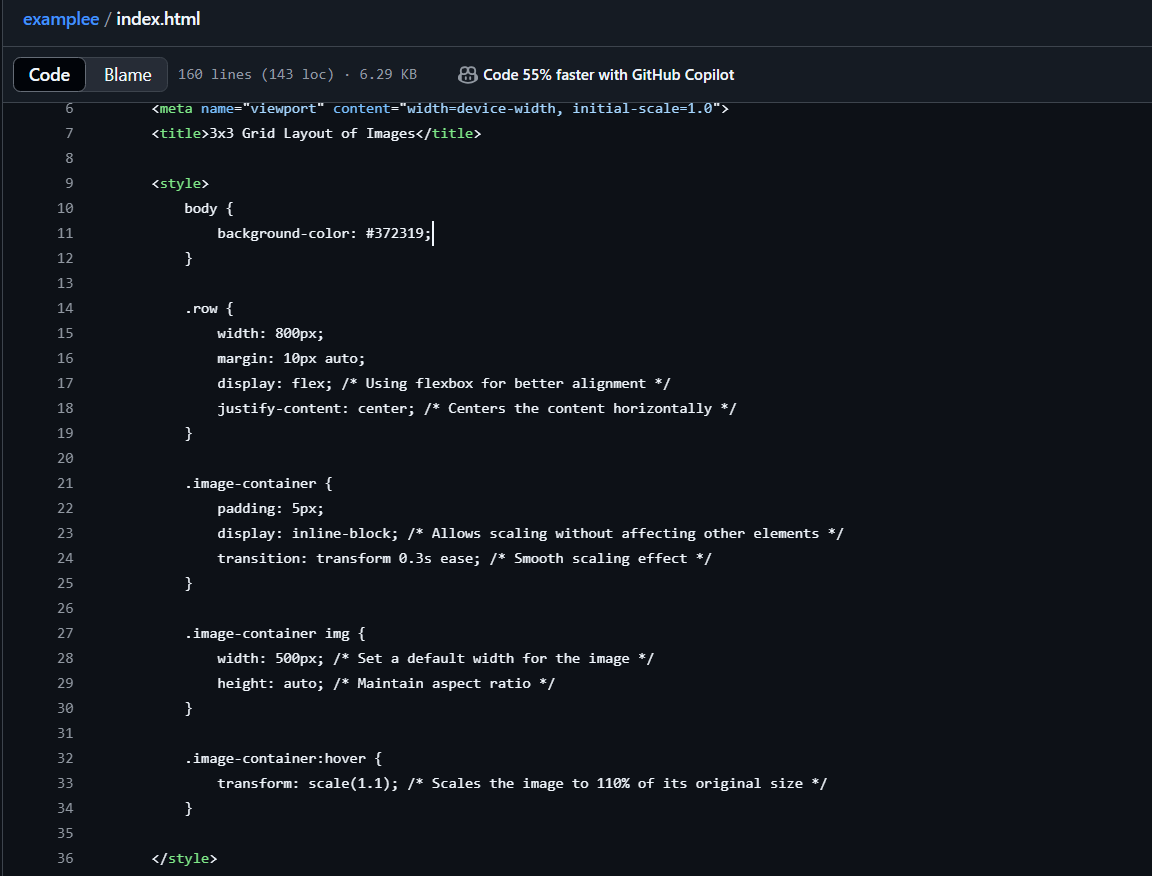 examplee / index.html
Code Blame 160 lines (143 loc) · 6.29 KB Code 55% faster with GitHub Copilot
6 <meta name="viewport" content="width=device-width, initial-scale=1.0">
7 <title>3x3 Grid Layout of Images</title>
8
9 <style>
10 body {
11 background-color: #372319;
12 }
13
14 .row {
15 width: 800px;
16 margin: 10px auto;
17 display: flex; /* Using flexbox for better alignment */
18 justify-content: center; /* Centers the content horizontally */
19 }
20
21 .image-container {
22 padding: 5px;
23 display: inline-block; /* Allows scaling without affecting other elements */
24 transition: transform 0.3s ease; /* Smooth scaling effect */
25 }
26
27 .image-container img {
28 width: 500px; /* Set a default width for the image */
29 height: auto; /* Maintain aspect ratio */
30 }
31
32 .image-container:hover {
33 transform: scale(1.1); /* Scales the image to 110% of its original size */
34 }
35
36 </style>